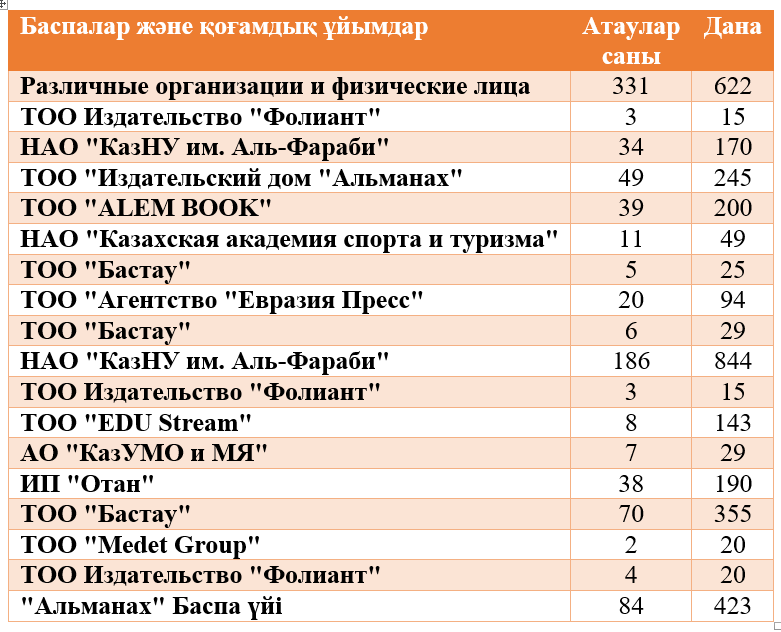 Баспалар және қоғамдық ұйымдар Атаулар саны Дана
Различные организации и физические лица 331 622
ТОО Издательство "Фолиант" 3 15
НАО "КазНУ им. Аль-Фараби" 34 170
ТОО "Издательский дом "Альманах" 49 245
ТОО "ALEM BOOK" 39 200
НАО "Казахская академия спорта и туризма" 11 49
ТОО "Бастау" 5 25
ТОО "Агентство "Евразия Пресс" 20 94
ТОО "Бастау" 6 29
НАО "КазНУ им. Аль-Фараби" 186 844
ТОО Издательство "Фолиант" 3 15
ТОО "EDU Stream" 8 143
АО "КазУМО и МЯ" 7 29
ИП "Отан" 38 190
ТОО "Бастау" 70 355
ТОО "Medet Group" 2 20
ТОО Издательство "Фолиант" 4 20
"Альманах" Баспа үйі 84 423